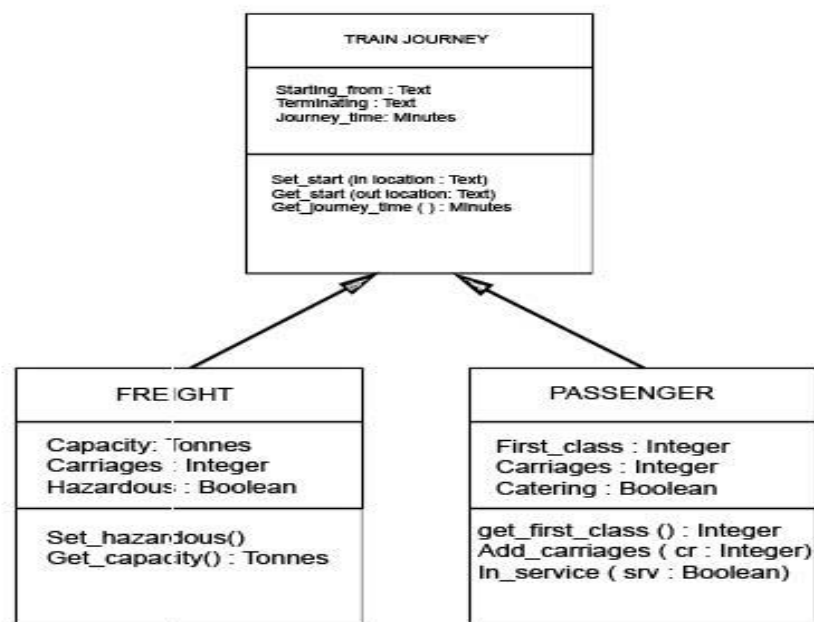 TRAIN JOURNEY
Starting_from : Text
Terminating : Text
Journey_time: Minutes
Set_start (in location : Text)
Get_start (out location: Text)
Get_journey_time ( ) : Minutes
FREIGHT
Capacity: Tonnes
Carriages : Integer
Hazardous : Boolean
Set_hazardous()
Get_capacity() : Tonnes
PASSENGER
First_class : Integer
Carriages : Integer
Catering : Boolean
get_first_class () : Integer
Add_carriages ( cr : Integer)
In_service ( srv : Boolean)